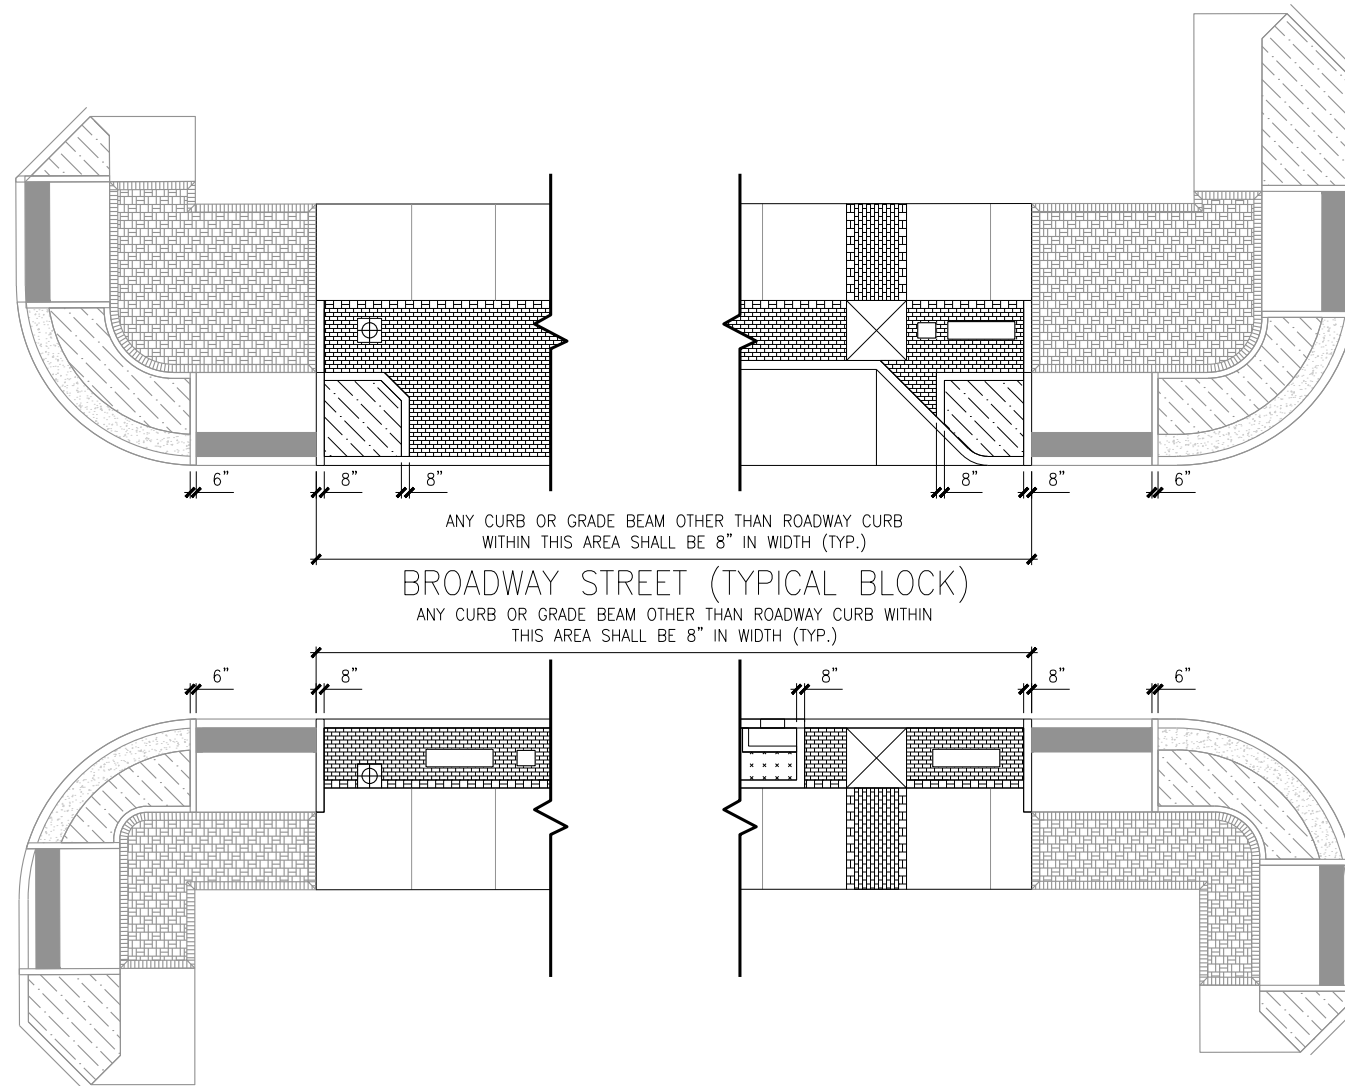 6” 8” 8” 8” 8” 6”
ANY CURB OR GRADE BEAM OTHER THAN ROADWAY CURB
WITHIN THIS AREA SHALL BE 8” IN WIDTH (TYP.)
BROADWAY STREET (TYPICAL BLOCK)
ANY CURB OR GRADE BEAM OTHER THAN ROADWAY CURB WITHIN
THIS AREA SHALL BE 8” IN WIDTH (TYP.)
6” 8” 8” 8” 6”